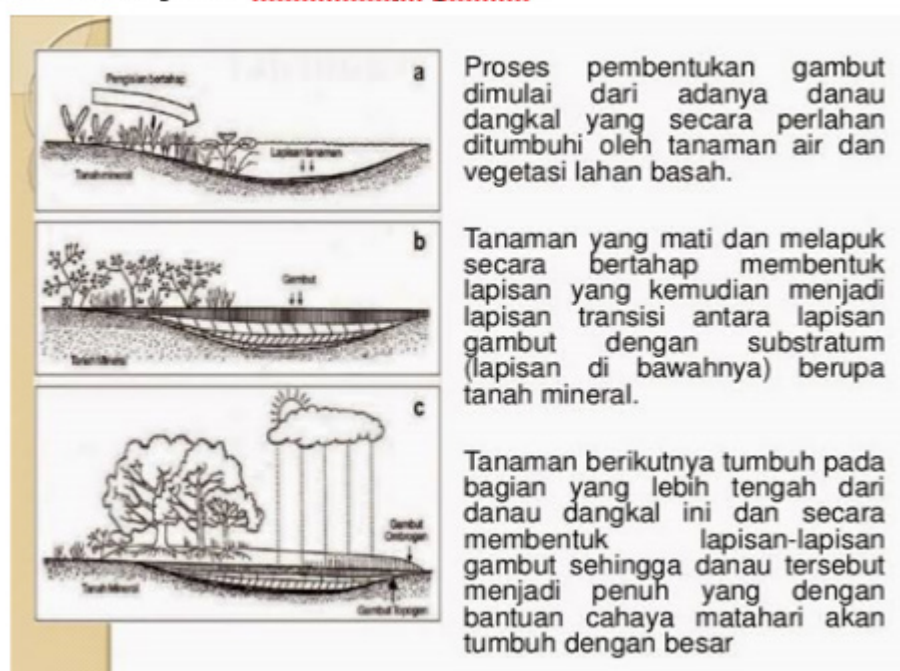 Pengisian bertahap
a
Lapisan tanaman
Tanah mineral
b
Gambut
Tanah Mineral
c
Gambut
Ombrogen
Tanah Mineral
Gambut Topogen
Proses pembentukan gambut
dimulai dari adanya danau
dangkal yang secara perlahan
ditumbuhi oleh tanaman air dan
vegetasi lahan basah.
Tanaman yang mati dan melapuk
secara bertahap membentuk
lapisan yang kemudian menjadi
lapisan transisi antara lapisan
gambut dengan substratum
(lapisan di bawahnya) berupa
tanah mineral.
Tanaman berikutnya tumbuh pada
bagian yang lebih tengah dari
danau dangkal ini dan secara
membentuk lapisan-lapisan
gambut sehingga danau tersebut
menjadi penuh yang dengan
bantuan cahaya matahari akan
tumbuh dengan besar